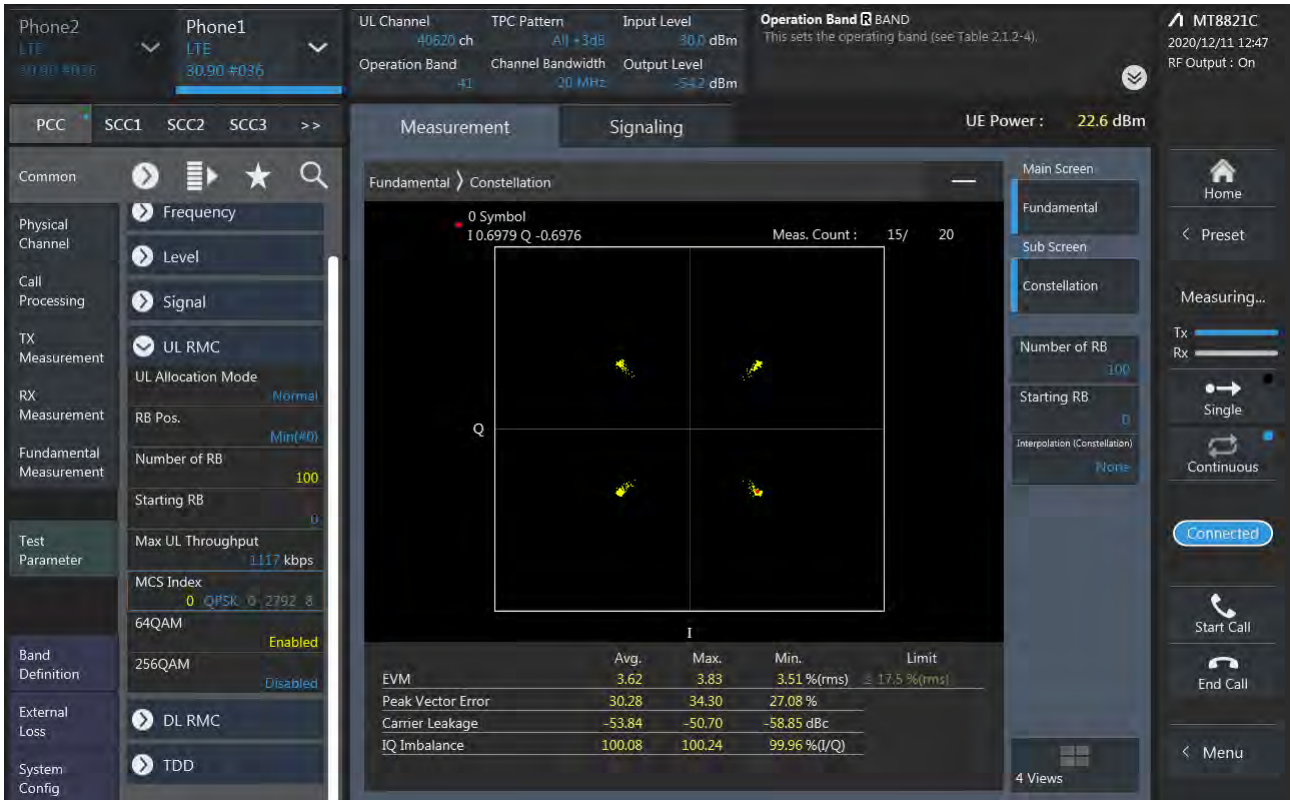 Phone2
LTE
30.90 #036
Phone1
LTE
30.90 #036
UL Channel
40620 ch
TPC Pattern
All +3dB
Input Level
30.0 dBm
Operation Band
41
Channel Bandwidth
20 MHz
Output Level
-54.2 dBm
Operation Band R BAND
This sets the operating band (see Table 2.1.2-4).
MT8821C
2020/12/11 12:47
RF Output : On
PCC SCC1 SCC2 SCC3 >>
Measurement
Signaling
UE Power : 22.6 dBm
Common
Physical
Channel
Call
Processing
TX
Measurement
RX
Measurement
Fundamental
Measurement
Test
Parameter
Band
Definition
External
Loss
System
Config
Frequency
Level
Signal
UL RMC
UL Allocation Mode
Normal
RB Pos.
Min(#0)
Number of RB
100
Starting RB
0
Max UL Throughput
1117 kbps
MCS Index
0 QPSK 0 2792 8
64QAM
Enabled
256QAM
Disabled
DL RMC
TDD
Fundamental > Constellation
0 Symbol
I 0.6979 Q -0.6976
Meas. Count : 15/ 20
Q
I
Avg. Max. Min. Limit
EVM 3.62 3.83 3.51 %(rms) ≤ 17.5 %(rms)
Peak Vector Error 30.28 34.30 27.08 %
Carrier Leakage -53.84 -50.70 -58.85 dBc
IQ Imbalance 100.08 100.24 99.96 %(I/Q)
Main Screen
Fundamental
Sub Screen
Constellation
Number of RB
100
Starting RB
0
Interpolation (Constellation)
None
4 Views
Home
< Preset
Measuring...
Tx
Rx
Single
Continuous
Connected
Start Call
End Call
< Menu